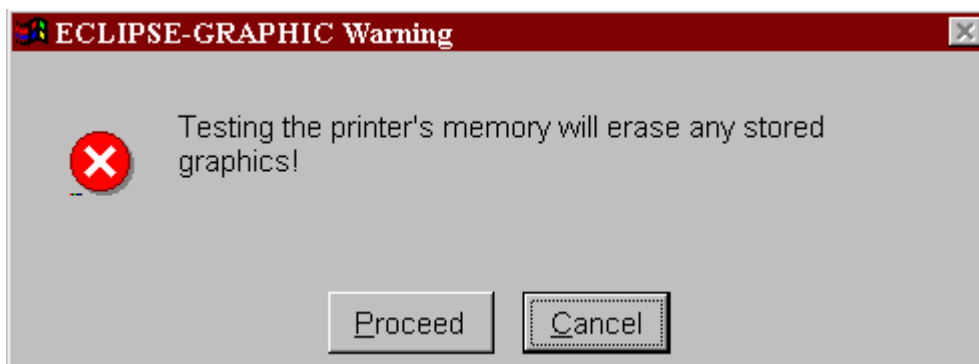 ECLIPSE-GRAPHIC Warning
Testing the printer's memory will erase any stored
graphics!
Proceed Cancel